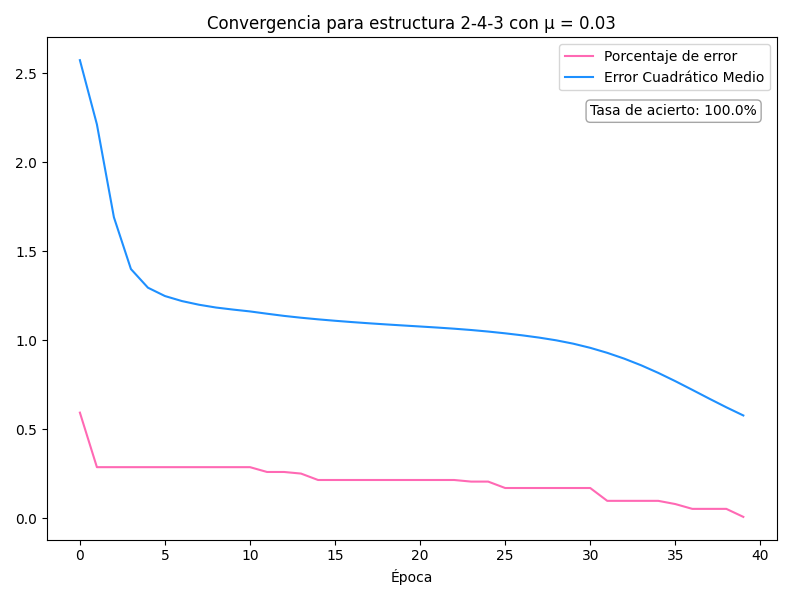 Convergencia para estructura 2-4-3 con μ = 0.03
Porcentaje de error
Error Cuadrático Medio
Tasa de acierto: 100.0%
2.5
2.0
1.5
1.0
0.5
0.0
0 5 10 15 20 25 30 35 40
Época